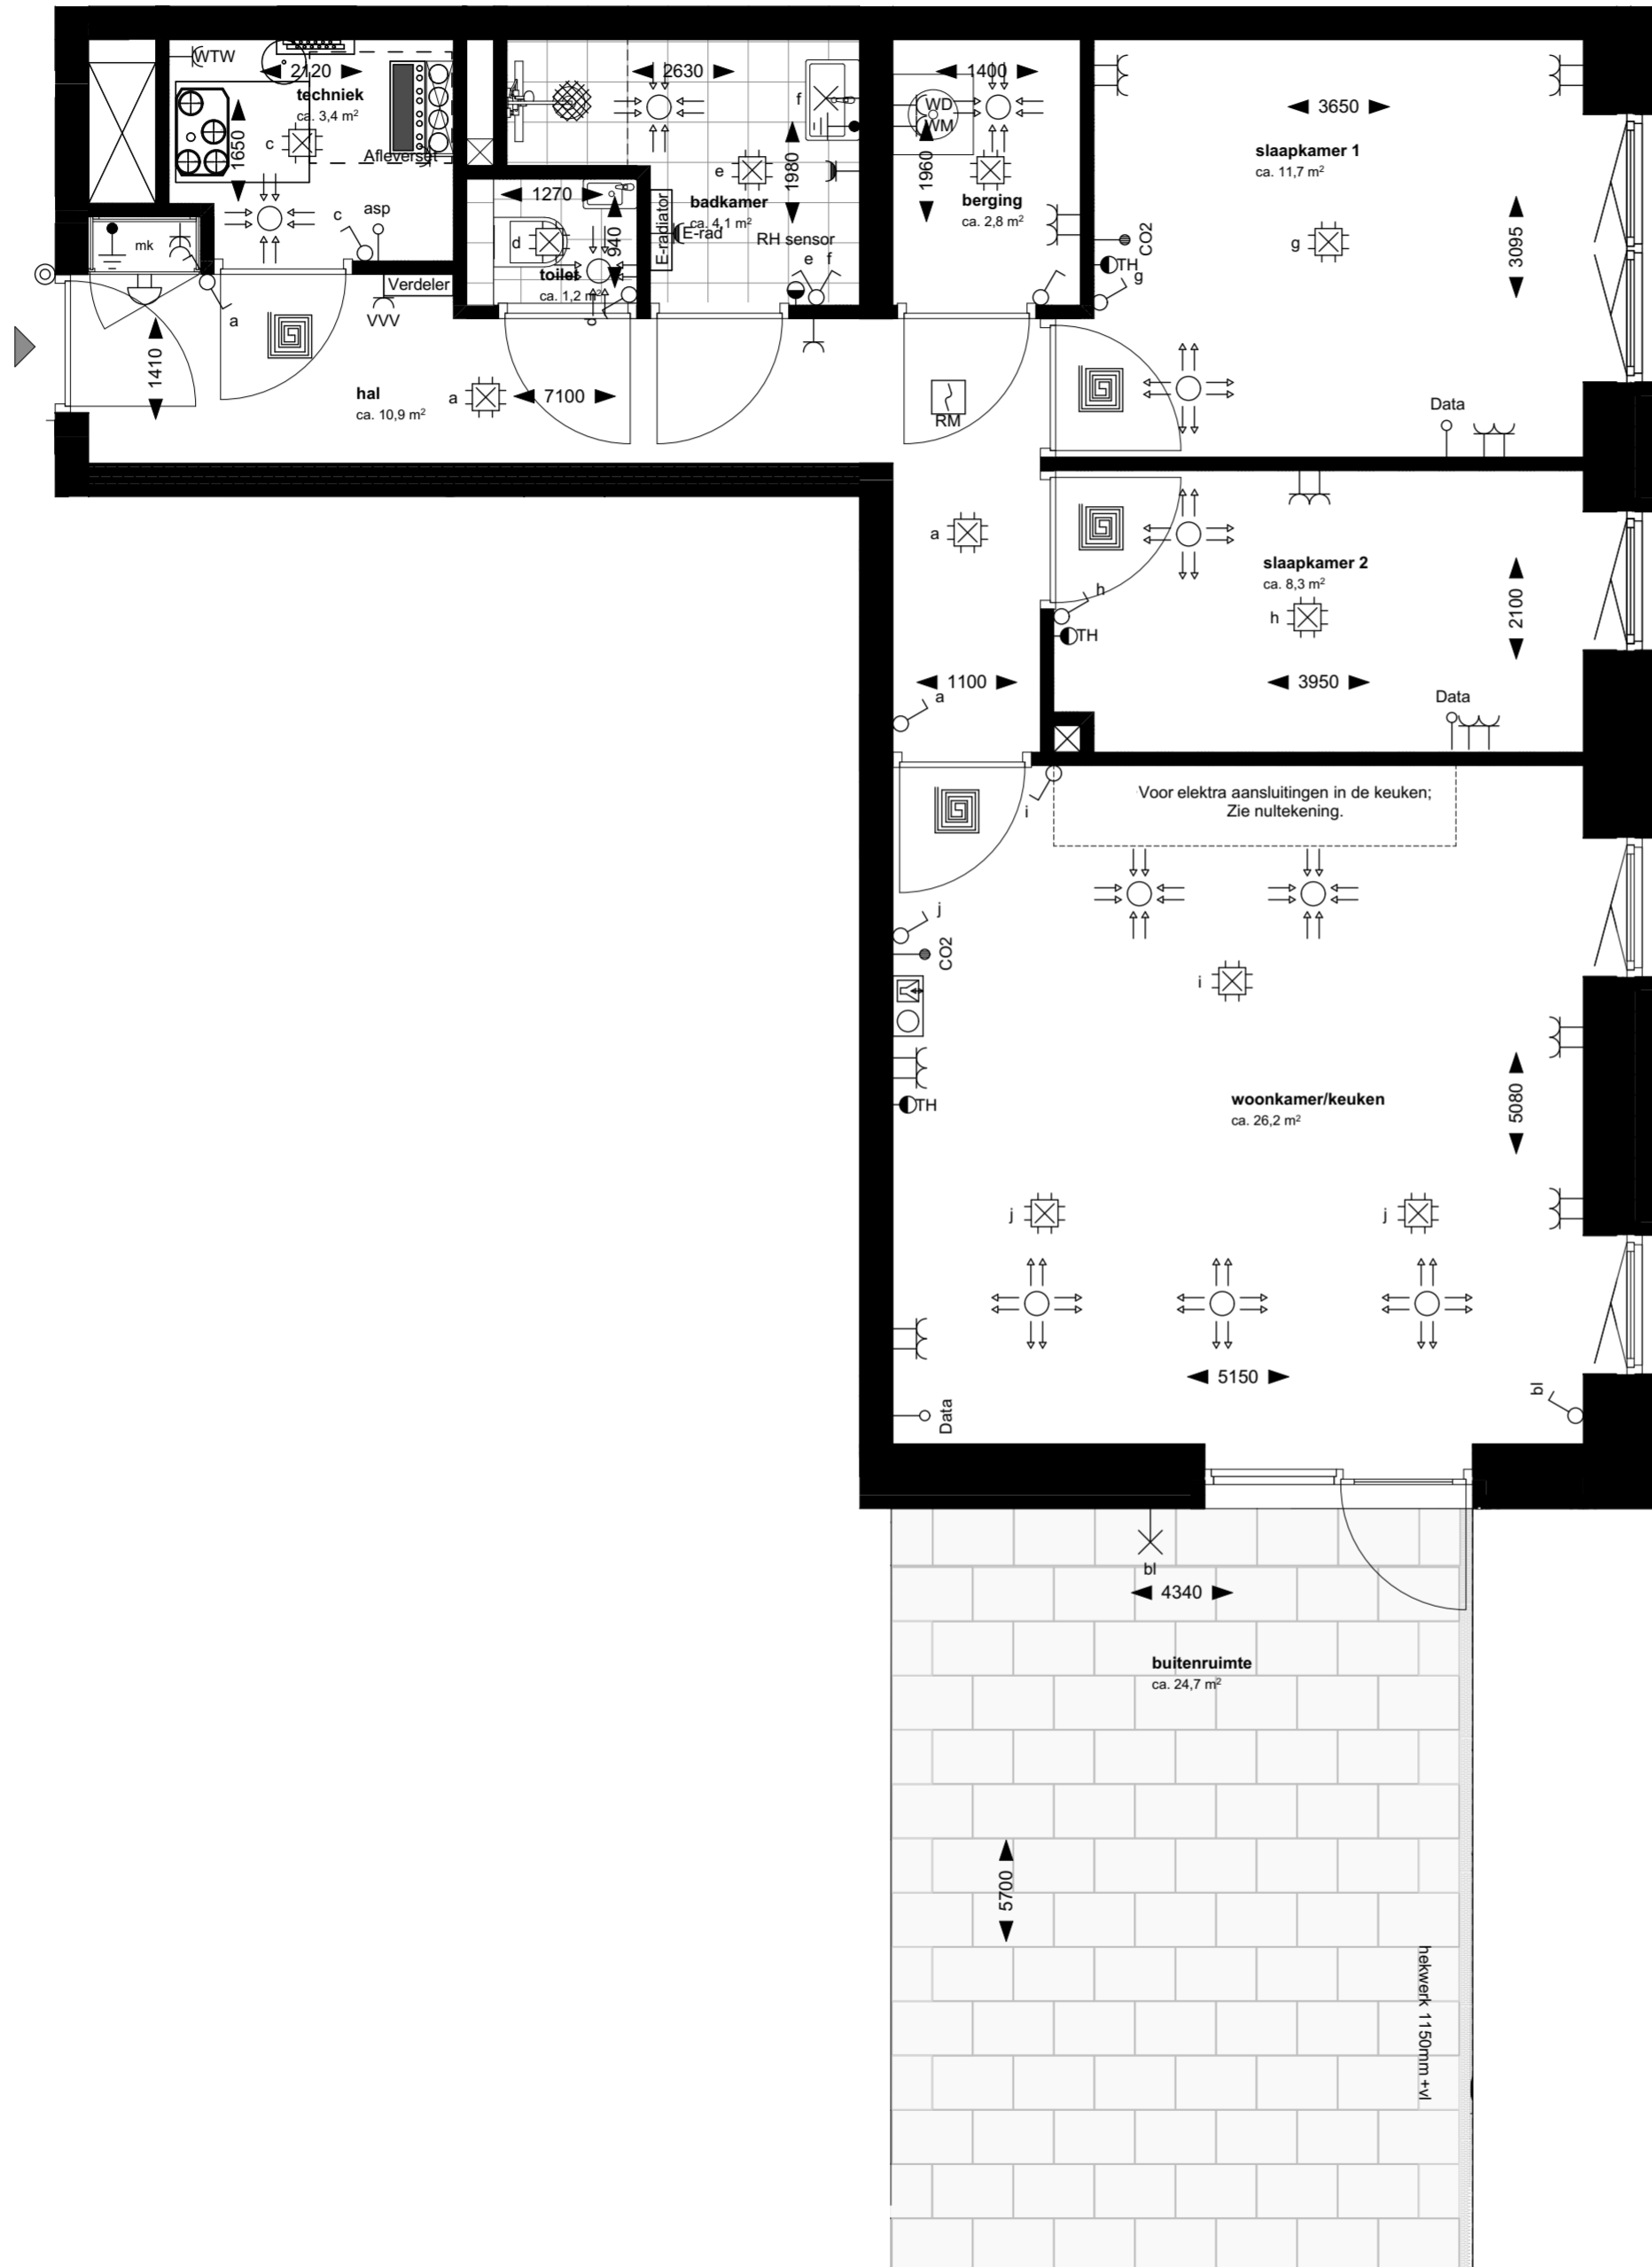 WTW
2120
techniek
ca. 3,4 m²
c
1650
Afleverset
c
asp
mk
a
Verdeler
VVV
1410
hal
ca. 10,9 m²
a
7100
2630
f
e
1980
badkamer
ca. 4,1 m²
E-radiator
E-rad
RH sensor
e
f
1270
d
940
toilet
ca. 1,2 m²
d
1400
WD
WM
1960
berging
ca. 2,8 m²
RM
3650
slaapkamer 1
ca. 11,7 m²
g
3095
CO2
TH
g
Data
a
slaapkamer 2
ca. 8,3 m²
h
h
TH
2100
1100
a
3950
Data
Voor elektra aansluitingen in de keuken;
Zie nultekening.
i
j
CO2
i
TH
woonkamer/keuken
ca. 26,2 m²
5080
j
j
5150
bl
Data
bl
4340
buitenruimte
ca. 24,7 m²
5700
hekwerk 1150mm+vl